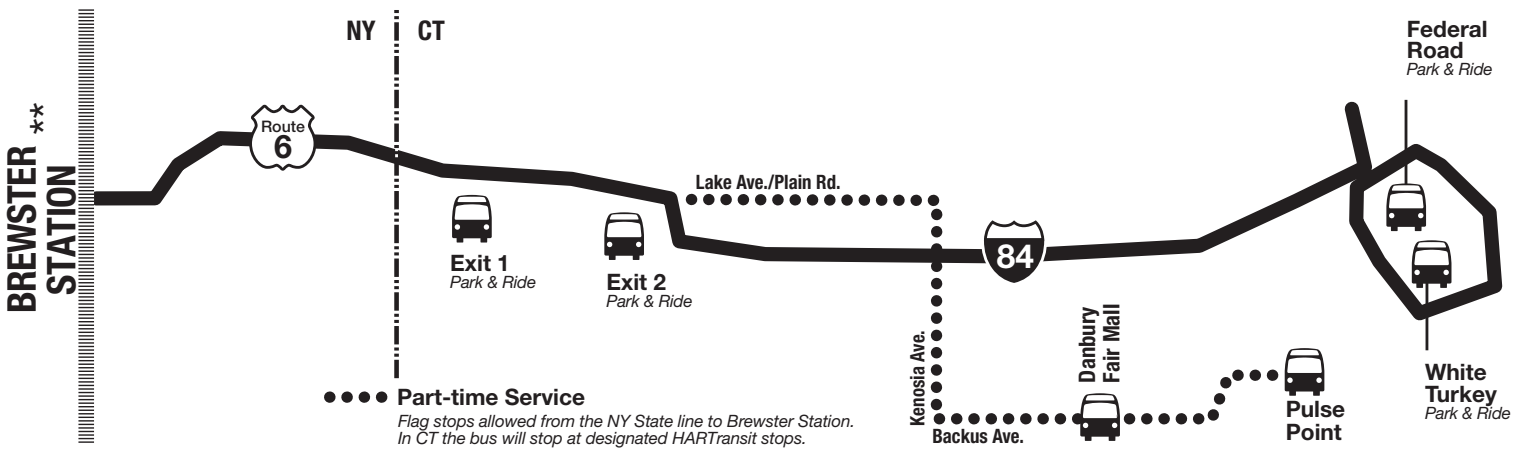 BREWSTER **
STATION
Route
6
NY
CT
Exit 1
Park & Ride
Exit 2
Park & Ride
Lake Ave./Plain Rd.
84
Kenosia Ave.
Backus Ave.
Danbury
Fair Mall
Pulse
Point
Federal
Road
Park & Ride
White
Turkey
Park & Ride
Part-time Service
Flag stops allowed from the NY State line to Brewster Station.
In CT the bus will stop at designated HARTransit stops.